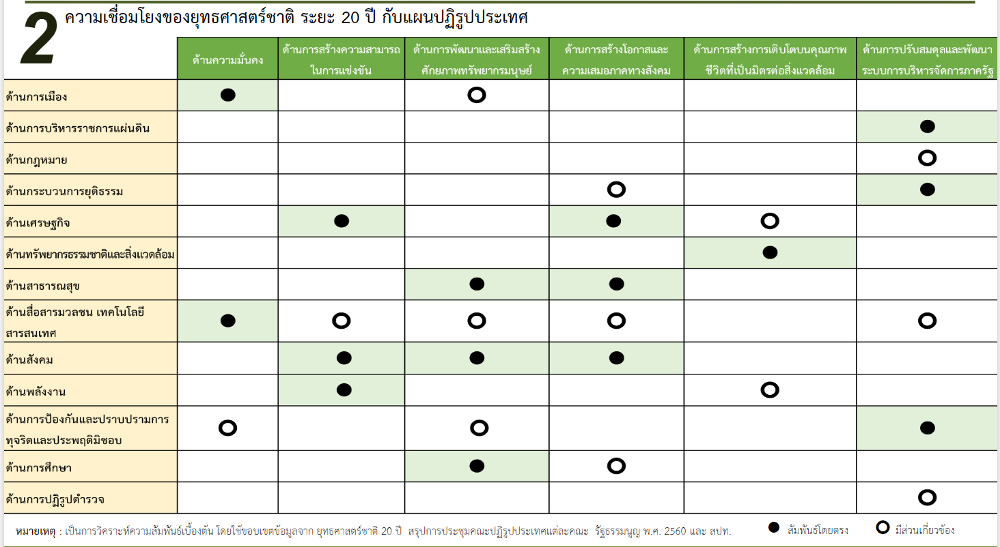 2
ความเชื่อมโยงของยุทธศาสตร์ชาติ ระยะ 20 ปี กับแผนปฏิรูปประเทศ
ด้านความมั่นคง
ด้านการสร้างความสามารถ
ในการแข่งขัน
ด้านการพัฒนาและเสริมสร้าง
ศักยภาพทรัพยากรมนุษย์
ด้านการสร้างโอกาสและ
ความเสมอภาคทางสังคม
ด้านการสร้างการเติบโตบนคุณภาพ
ชีวิตที่เป็นมิตรต่อสิ่งแวดล้อม
ด้านการปรับสมดุลและพัฒนา
ระบบการบริหารจัดการภาครัฐ
ด้านการเมือง
ด้านการบริหารราชการแผ่นดิน
ด้านกฎหมาย
ด้านกระบวนการยุติธรรม
ด้านเศรษฐกิจ
ด้านทรัพยากรธรรมชาติและสิ่งแวดล้อม
ด้านสาธารณสุข
ด้านสื่อสารมวลชน เทคโนโลยี
สารสนเทศ
ด้านสังคม
ด้านพลังงาน
ด้านการป้องกันและปราบปรามการ
ทุจริตและประพฤติมิชอบ
ด้านการศึกษา
ด้านการปฏิรูปตำรวจ
หมายเหตุ : เป็นการวิคราะห์ความสัมพันธ์เบื้องต้น โดยใช้ขอบเขตข้อมูลจาก ยุทธศาสตร์ชาติ 20 ปี สรุปการประชุมคณะปฏิรูปประเทศแต่ละคณะ รัฐธรรมนูญ พ.ศ. 2560 และ สปท.
สัมพันธ์โดยตรง
มีส่วนเกี่ยวข้อง